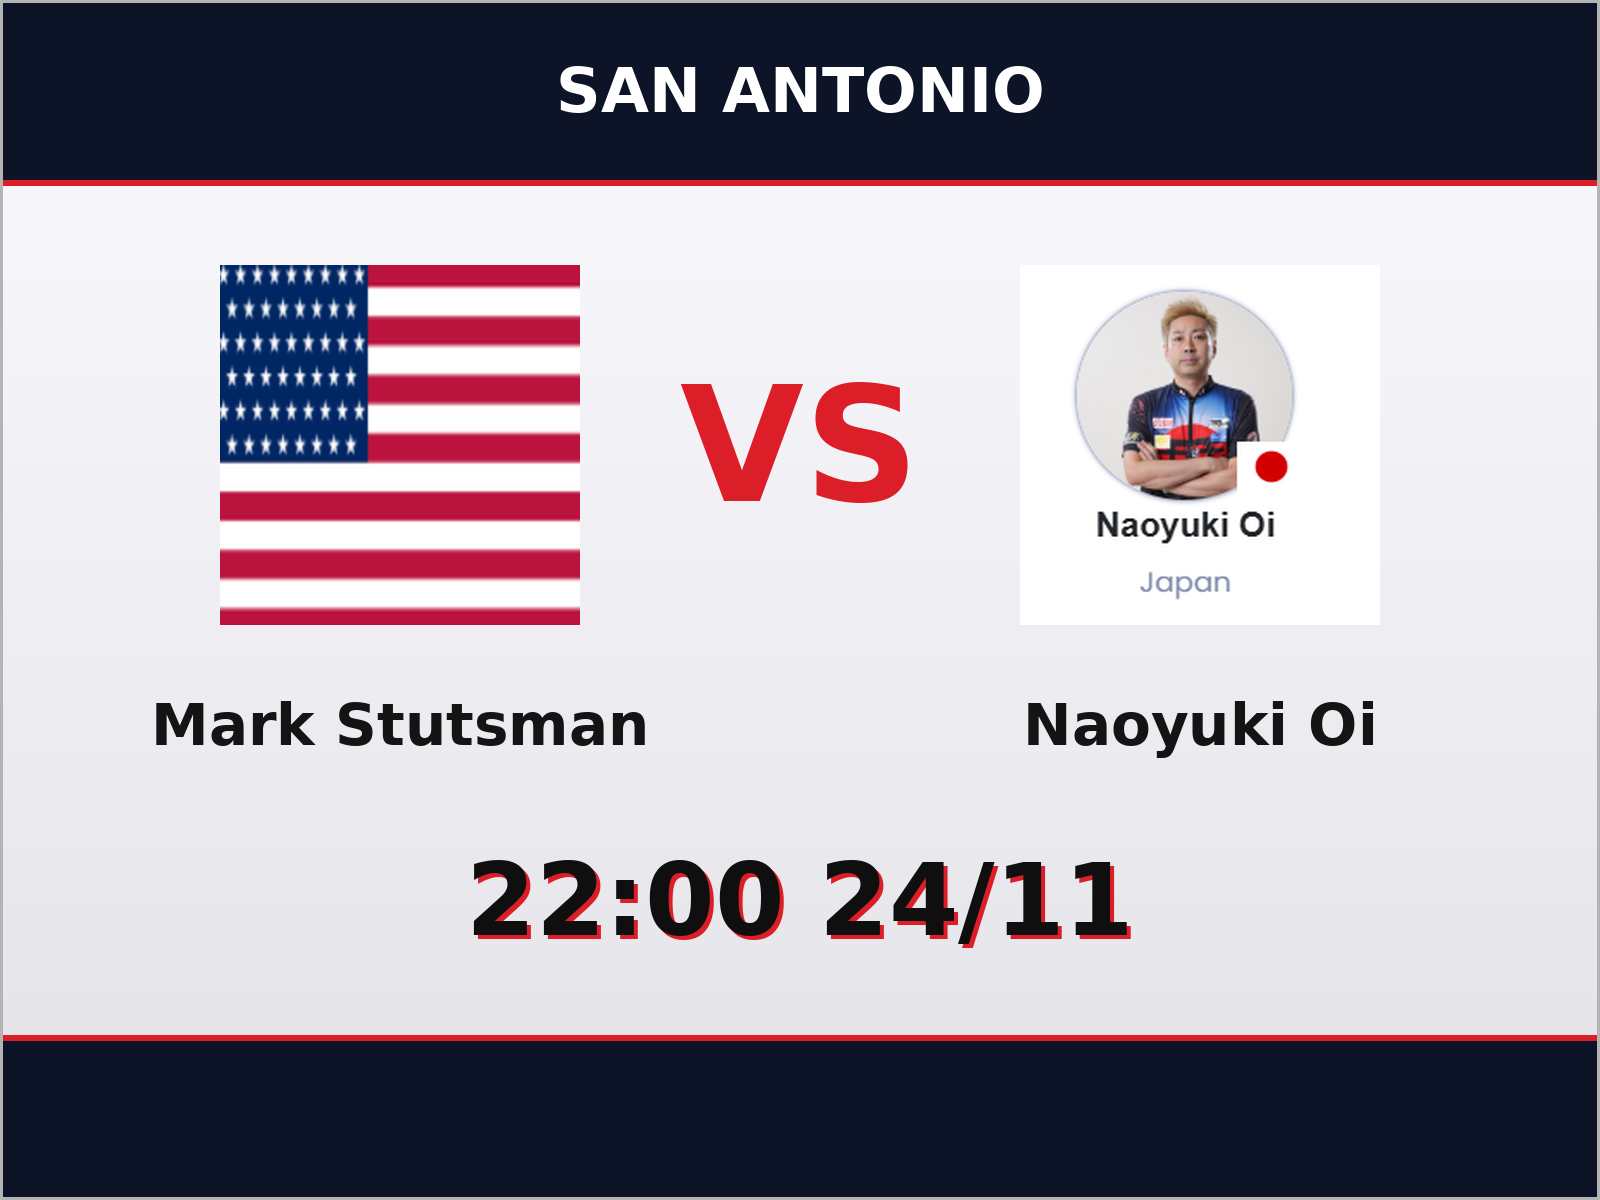 SAN ANTONIO
VS
Naoyuki Oi
Japan
Mark Stutsman
Naoyuki Oi
22:00 24/11